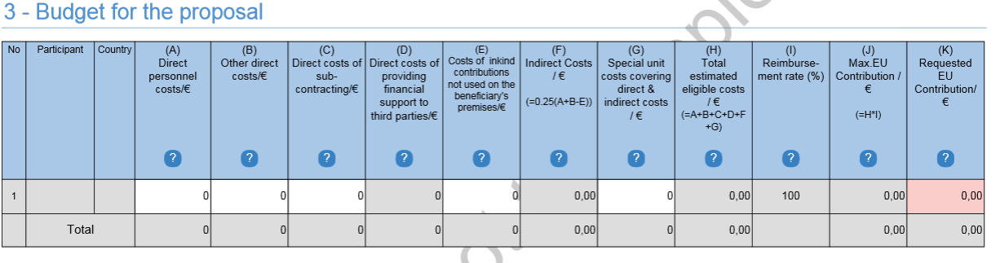 3 - Budget for the proposal
No
Participant
Country
(A)
Direct
personnel
costs/€
?
(B)
Other direct
costs/€
?
(C)
Direct costs of
sub-
contracting/€
?
(D)
Direct costs of
providing
financial
support to
third parties/€
?
(E)
Costs of inkind
contributions
not used on the
beneficiary's
premises/€
?
(F)
Indirect Costs
/ €
(=0.25(A+B-E))
?
(G)
Special unit
costs covering
direct &
indirect costs
/ €
?
(H)
Total
estimated
eligible costs
/ €
(=A+B+C+D+F
+G)
?
(I)
Reimburse-
ment rate (%)
?
(J)
Max.EU
Contribution /
€
(=H*I)
?
(K)
Requested
EU
Contribution/
€
?
1 0 0 0 0 0 0,00 0 0,00 100 0,00 0,00
Total 0 0 0 0 0 0,00 0 0,00 0,00 0,00